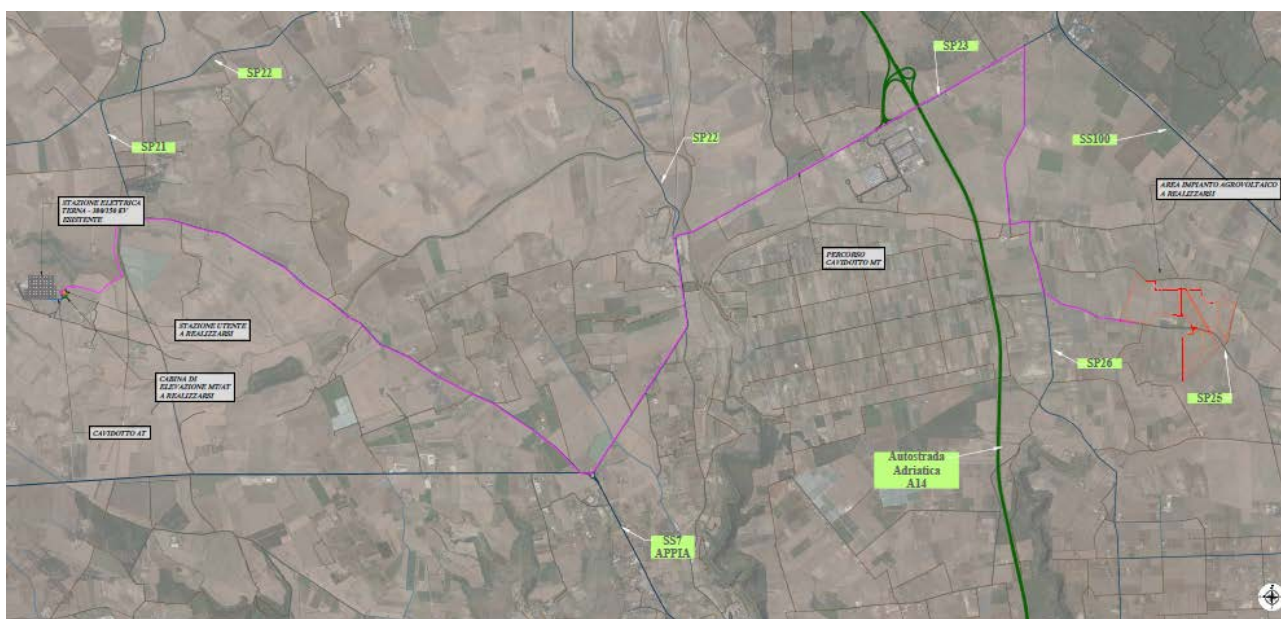 SP23
SP22
SP22
SS100
SP21
AREA IMPIANTO AGROVOLTAICO
A REALIZZARSI
STAZIONE ELETTRICA
TERNA - 380/150 KV
ESISTENTE
PERCORSO
CAVIDOTTO MT
STAZIONE UTENTE
A REALIZZARSI
SP26
CABINA DI
ELEVAZIONE MT/AT
A REALIZZARSI
SP25
CAVIDOTTO AT
Autostrada
Adriatica
A14
SS7
APPIA